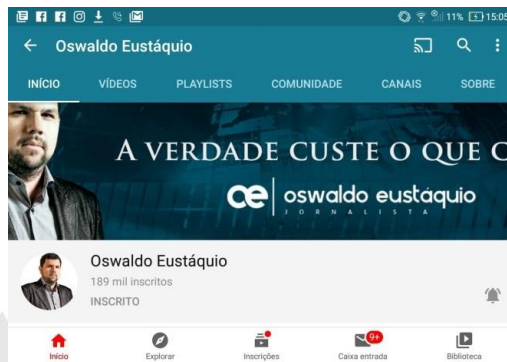 11% 15:05
Oswaldo Eustáquio
INÍCIO VÍDEOS PLAYLISTS COMUNIDADE CANAIS SOBRE
A VERDADE CUSTE O QUE C
oe oswaldo eustáquio
JORNALISTA
Oswaldo Eustáquio
189 mil inscritos
INSCRITO
9+
Início Explorar Inscrições Caixa entrada Biblioteca